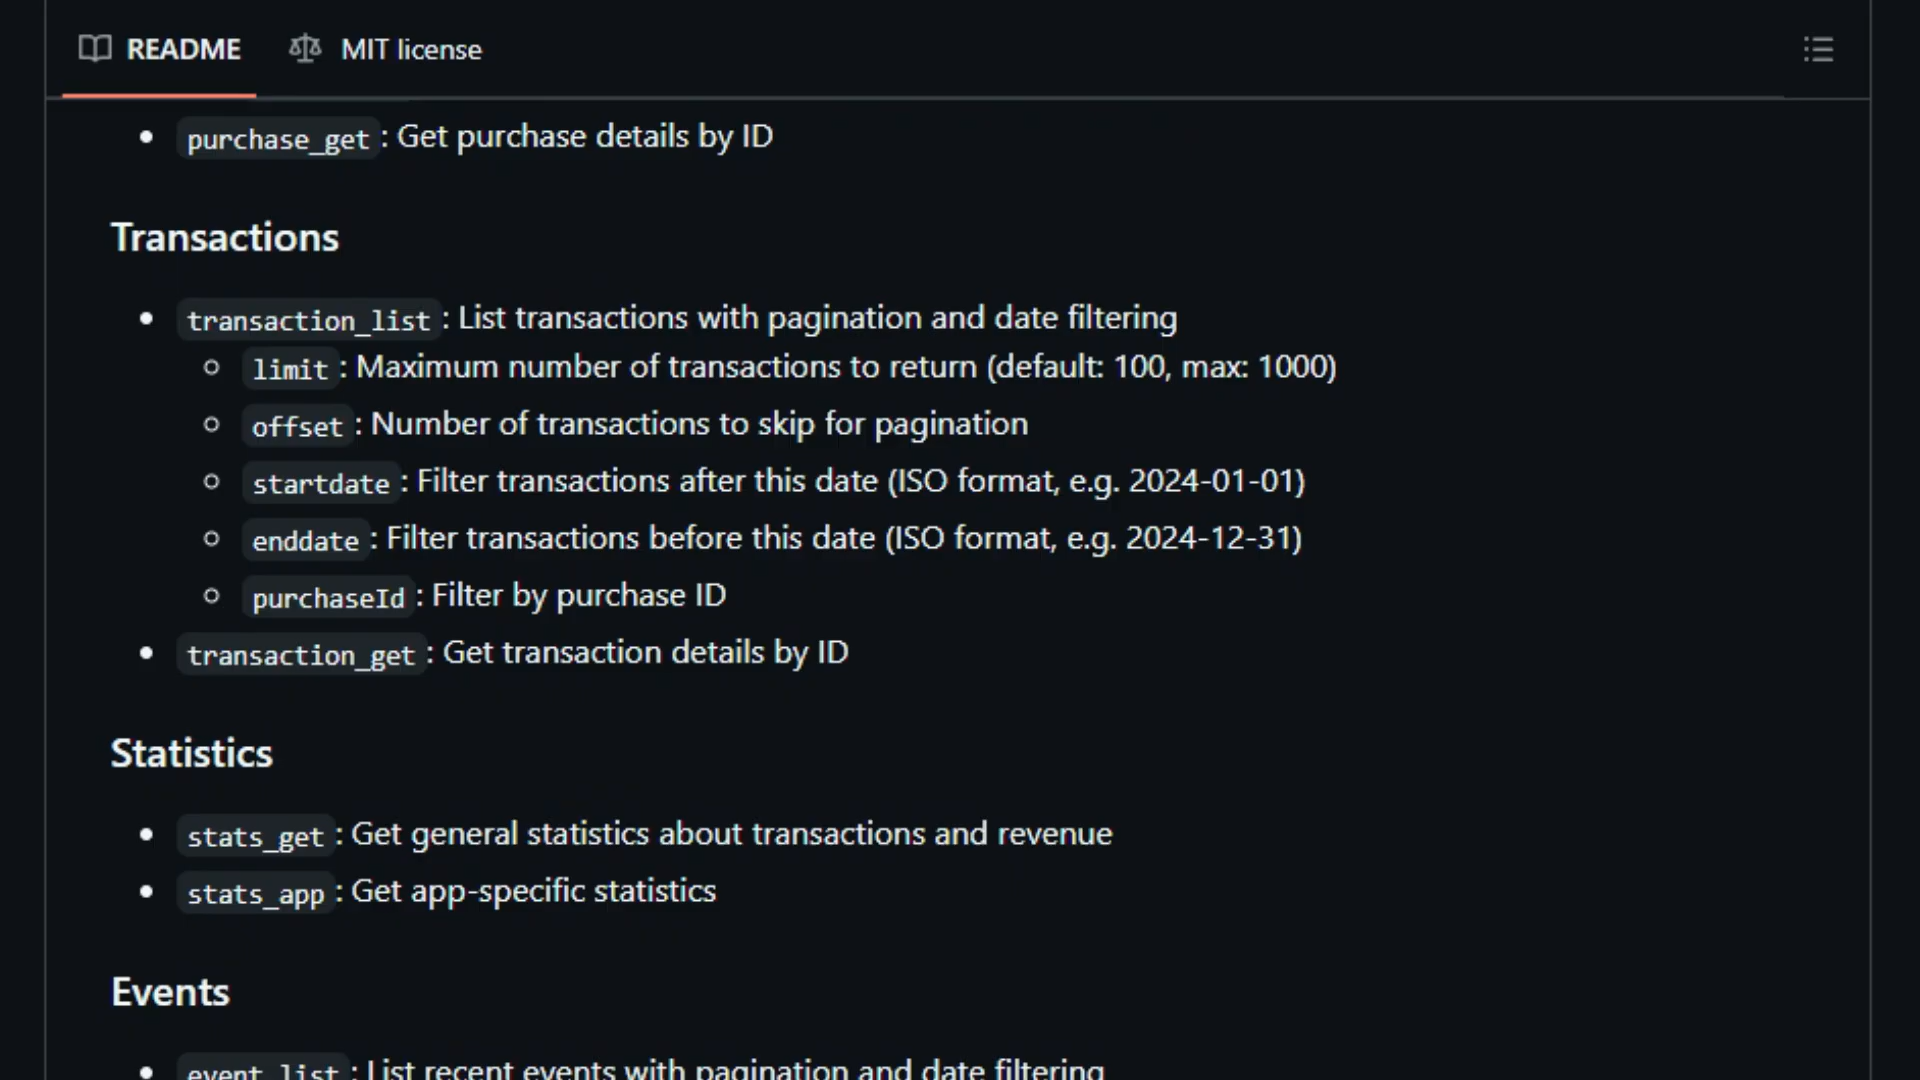 README MIT license
purchase_get : Get purchase details by ID
Transactions
transaction_list : List transactions with pagination and date filtering
limit : Maximum number of transactions to return (default: 100, max: 1000)
offset : Number of transactions to skip for pagination
startdate : Filter transactions after this date (ISO format, e.g. 2024-01-01)
enddate : Filter transactions before this date (ISO format, e.g. 2024-12-31)
purchaseId : Filter by purchase ID
transaction_get : Get transaction details by ID
Statistics
stats_get : Get general statistics about transactions and revenue
stats_app : Get app-specific statistics
Events
event_list : List recent events with pagination and date filtering